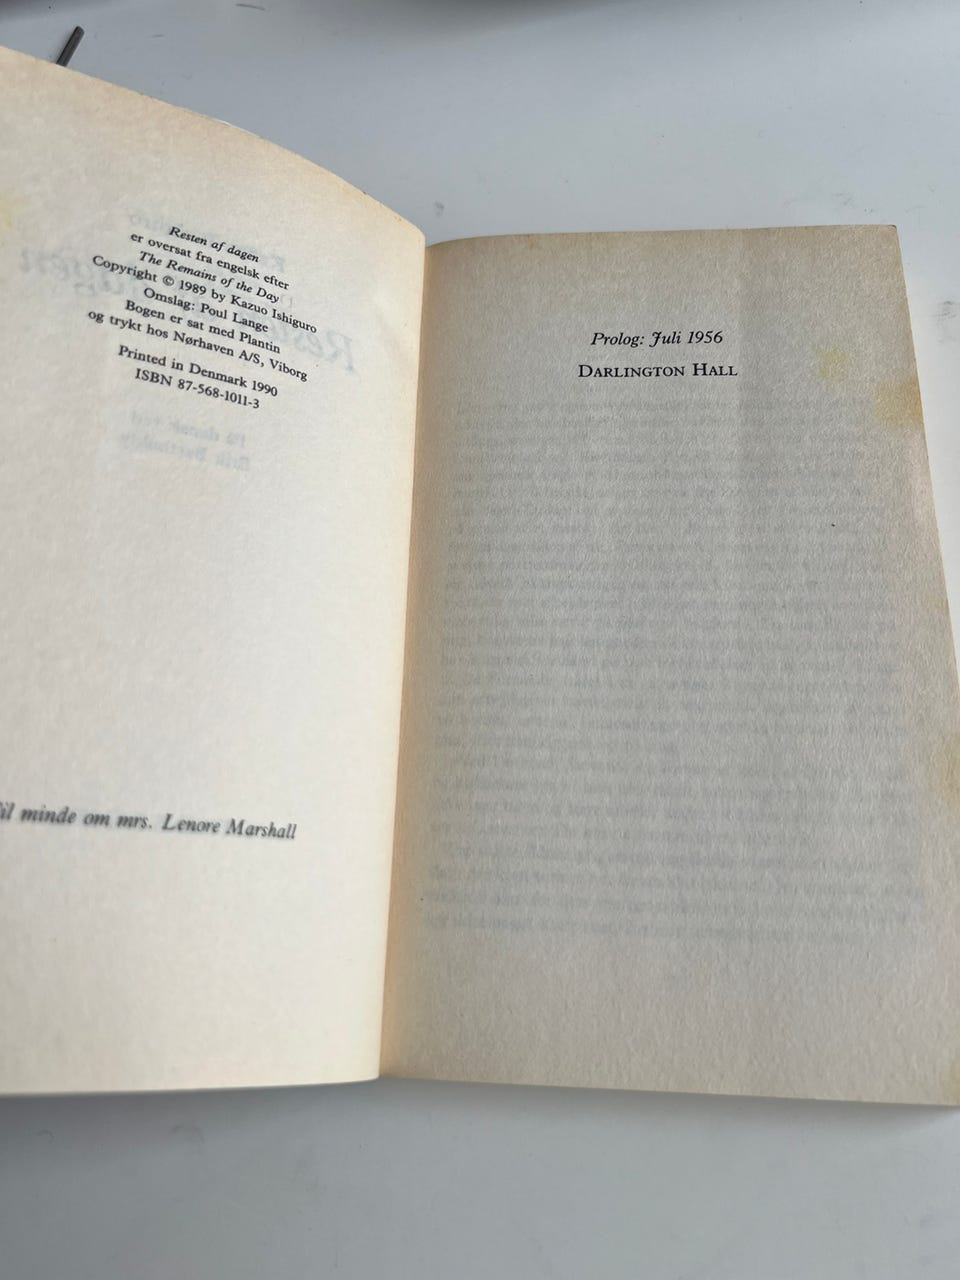 Resten af dagen
er oversat fra engelsk efter
The Remains of the Day
Copyright © 1989 by Kazuo Ishiguro
Omslag: Poul Lange
Bogen er sat med Plantin
og trykt hos Nørhaven A/S, Viborg
Printed in Denmark 1990
ISBN 87-568-1011-3
minde om mrs. Lenore Marshall
Prolog: Juli 1956
DARLINGTON HALL